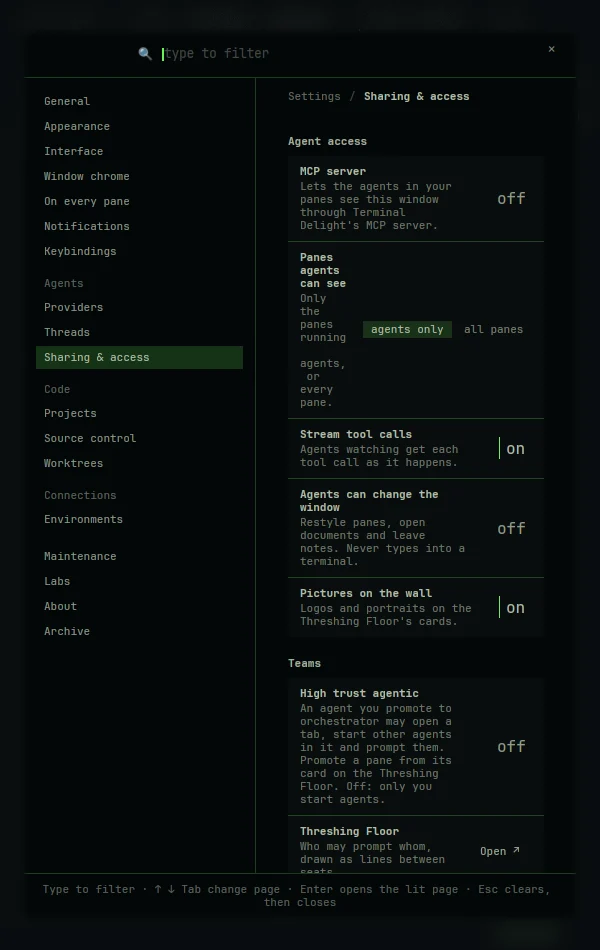 type to filter
×
General
Appearance
Interface
Window chrome
On every pane
Notifications
Keybindings
Agents
Providers
Threads
Sharing & access
Code
Projects
Source control
Worktrees
Connections
Environments
Maintenance
Labs
About
Archive
Settings / Sharing & access
Agent access
MCP server
Lets the agents in your
panes see this window
through Terminal
Delight's MCP server.
off
Panes
agents
can see
Only
the
panes
running
agents,
or
every
pane.
agents only
all panes
Stream tool calls
Agents watching get each
tool call as it happens.
on
Agents can change the
window
Restyle panes, open
documents and leave
notes. Never types into a
terminal.
off
Pictures on the wall
Logos and portraits on the
Threshing Floor's cards.
on
Teams
High trust agentic
An agent you promote to
orchestrator may open a
tab, start other agents
in it and prompt them.
Promote a pane from its
card on the Threshing
Floor. Off: only you
start agents.
off
Threshing Floor
Who may prompt whom,
drawn as lines between
seats.
Open ↗
Type to filter · ↑ ↓ Tab change page · Enter opens the lit page · Esc clears,
then closes